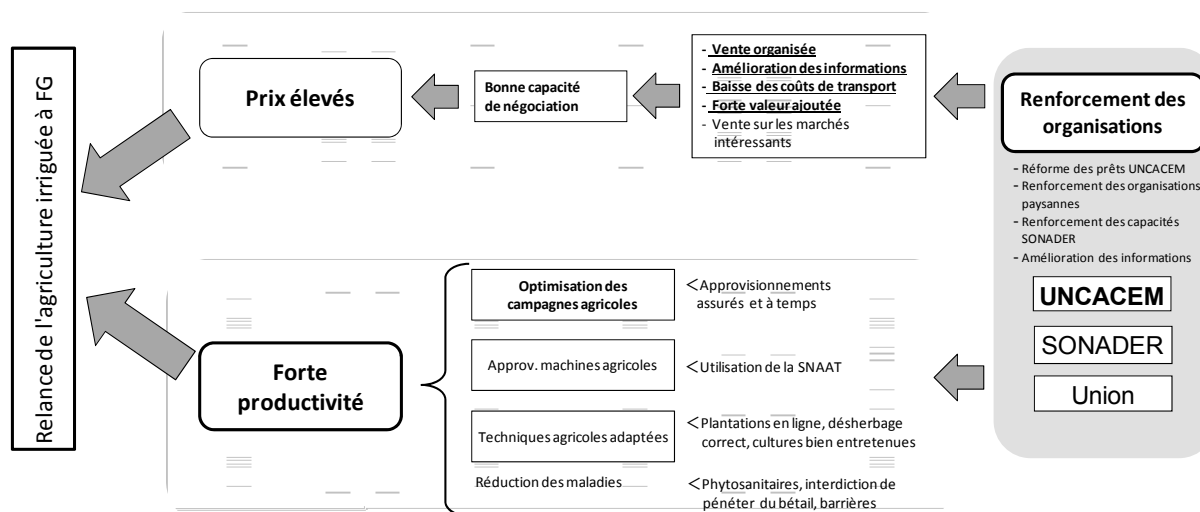 Relance de l'agriculture irriguée à FG
Prix élevés
Bonne capacité
de négociation
- Vente organisée
- Amélioration des informations
- Baisse des coûts de transport
- Forte valeur ajoutée
- Vente sur les marchés
intéressants
Renforcement des
organisations
- Réforme des prêts UNCACEM
- Renforcement des organisations
paysannes
- Renforcement des capacités
SONADER
- Amélioration des informations
UNCACEM
SONADER
Union
Forte
productivité
Optimisation des
campagnes agricoles
<Approvisionnements
assurés et à temps
Approv. machines agricoles
<Utilisation de la SNAAT
Techniques agricoles adaptées
<Plantations en ligne, désherbage
correct, cultures bien entretenues
Réduction des maladies
<Phytosanitaires, interdiction de
pénéter du bétail, barrières